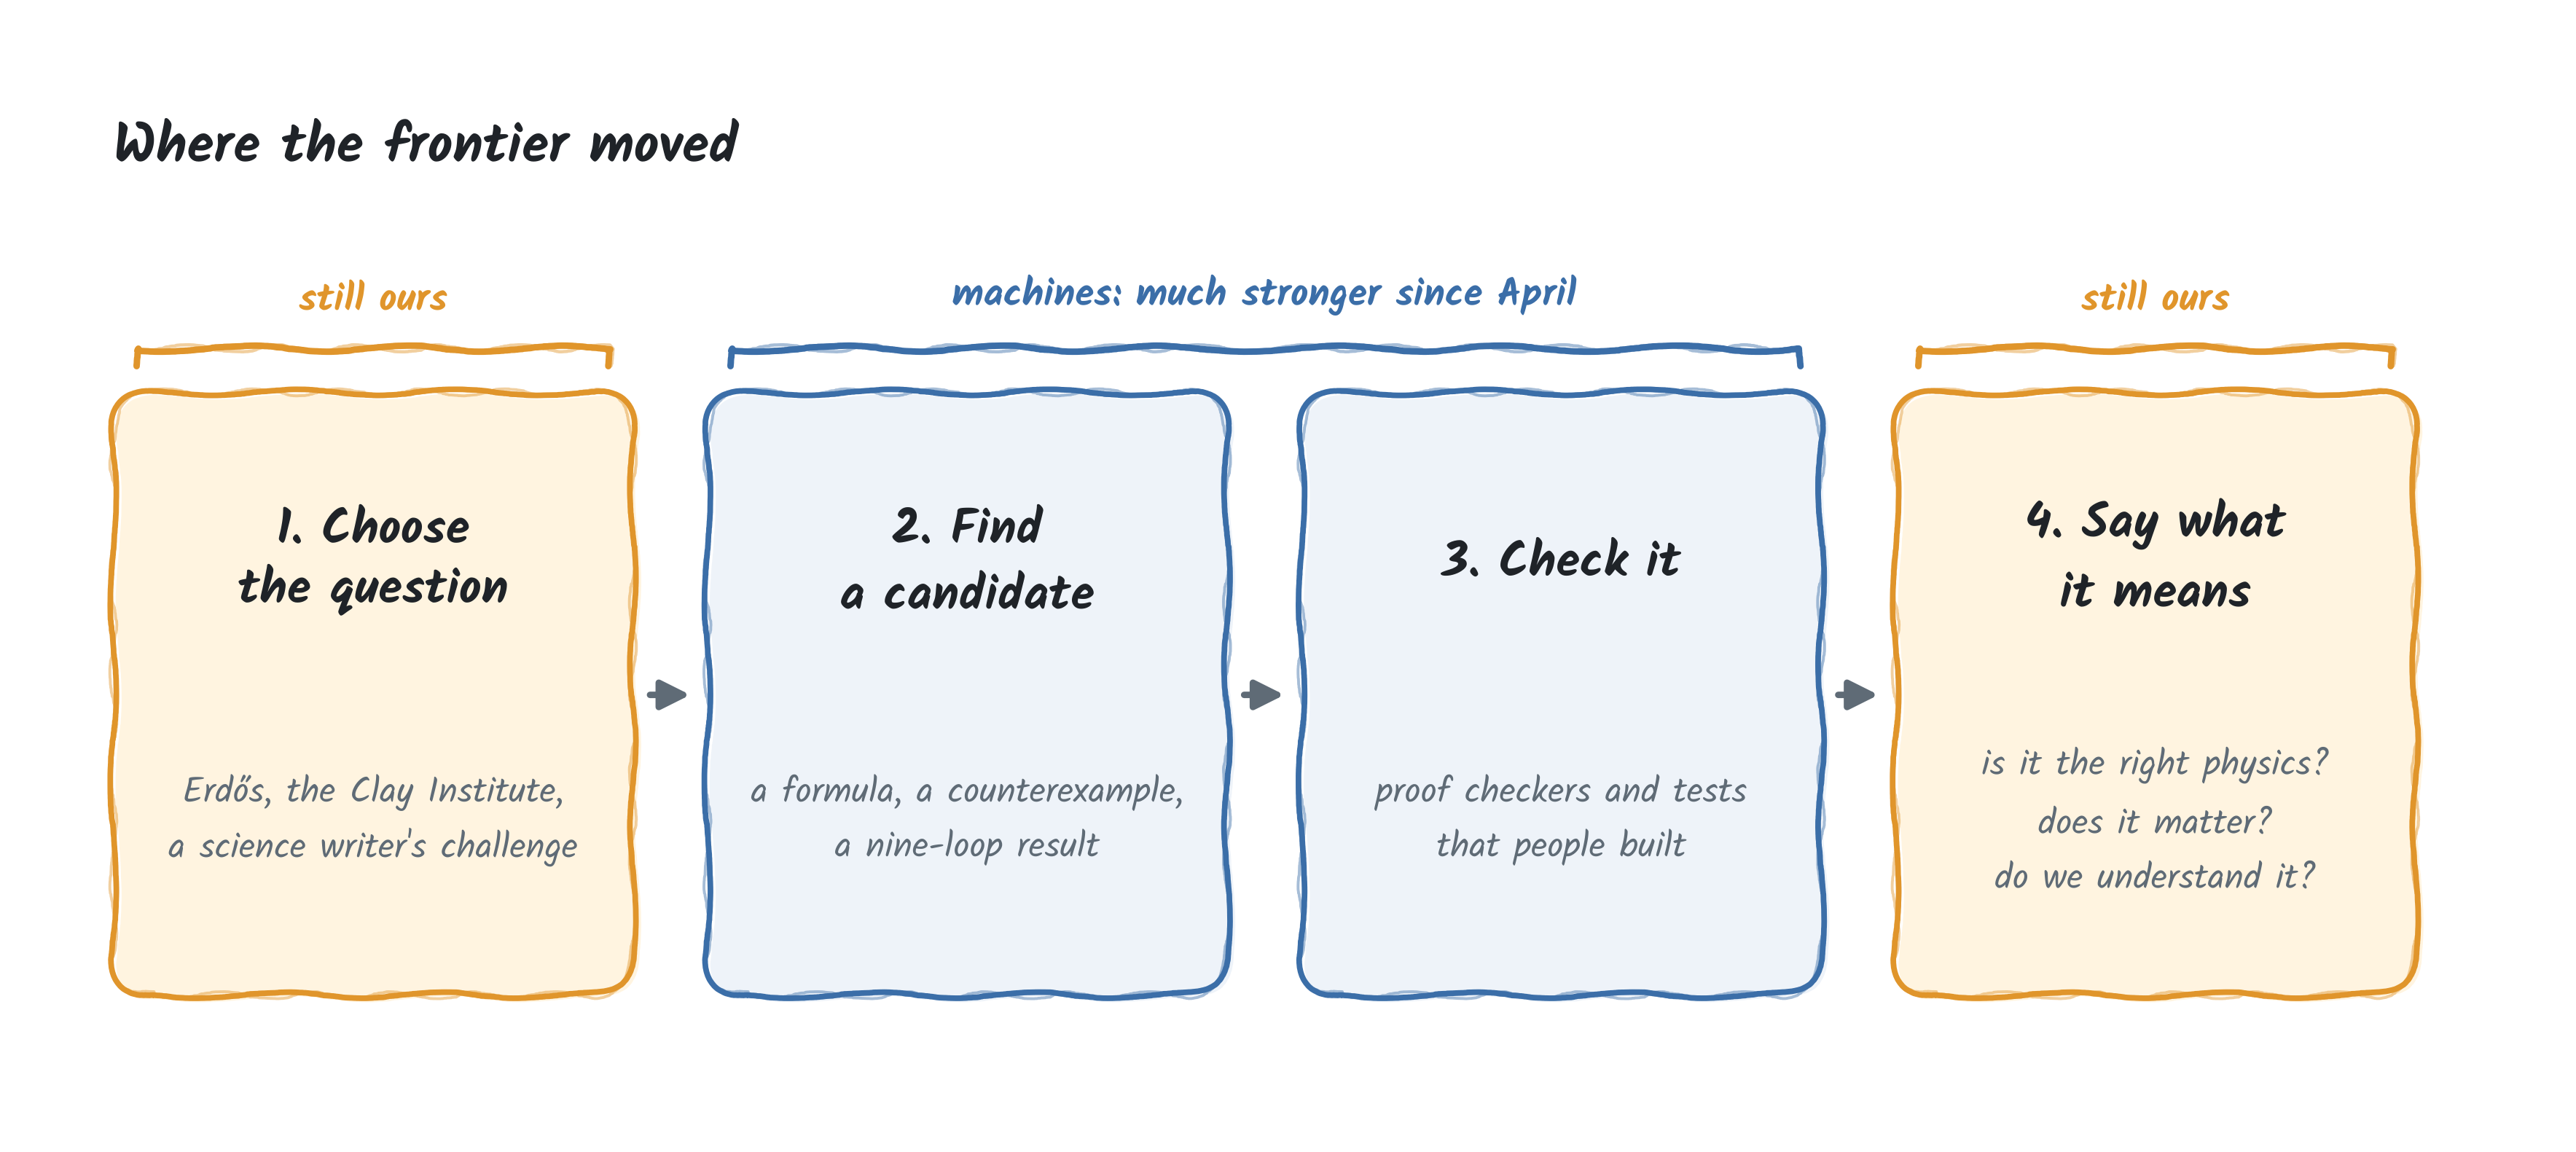 Where the frontier moved
still ours
machines: much stronger since April
still ours
1. Choose
the question
Erdős, the Clay Institute,
a science writer's challenge
2. Find
a candidate
a formula, a counterexample,
a nine-loop result
3. Check it
proof checkers and tests
that people built
4. Say what
it means
is it the right physics?
does it matter?
do we understand it?